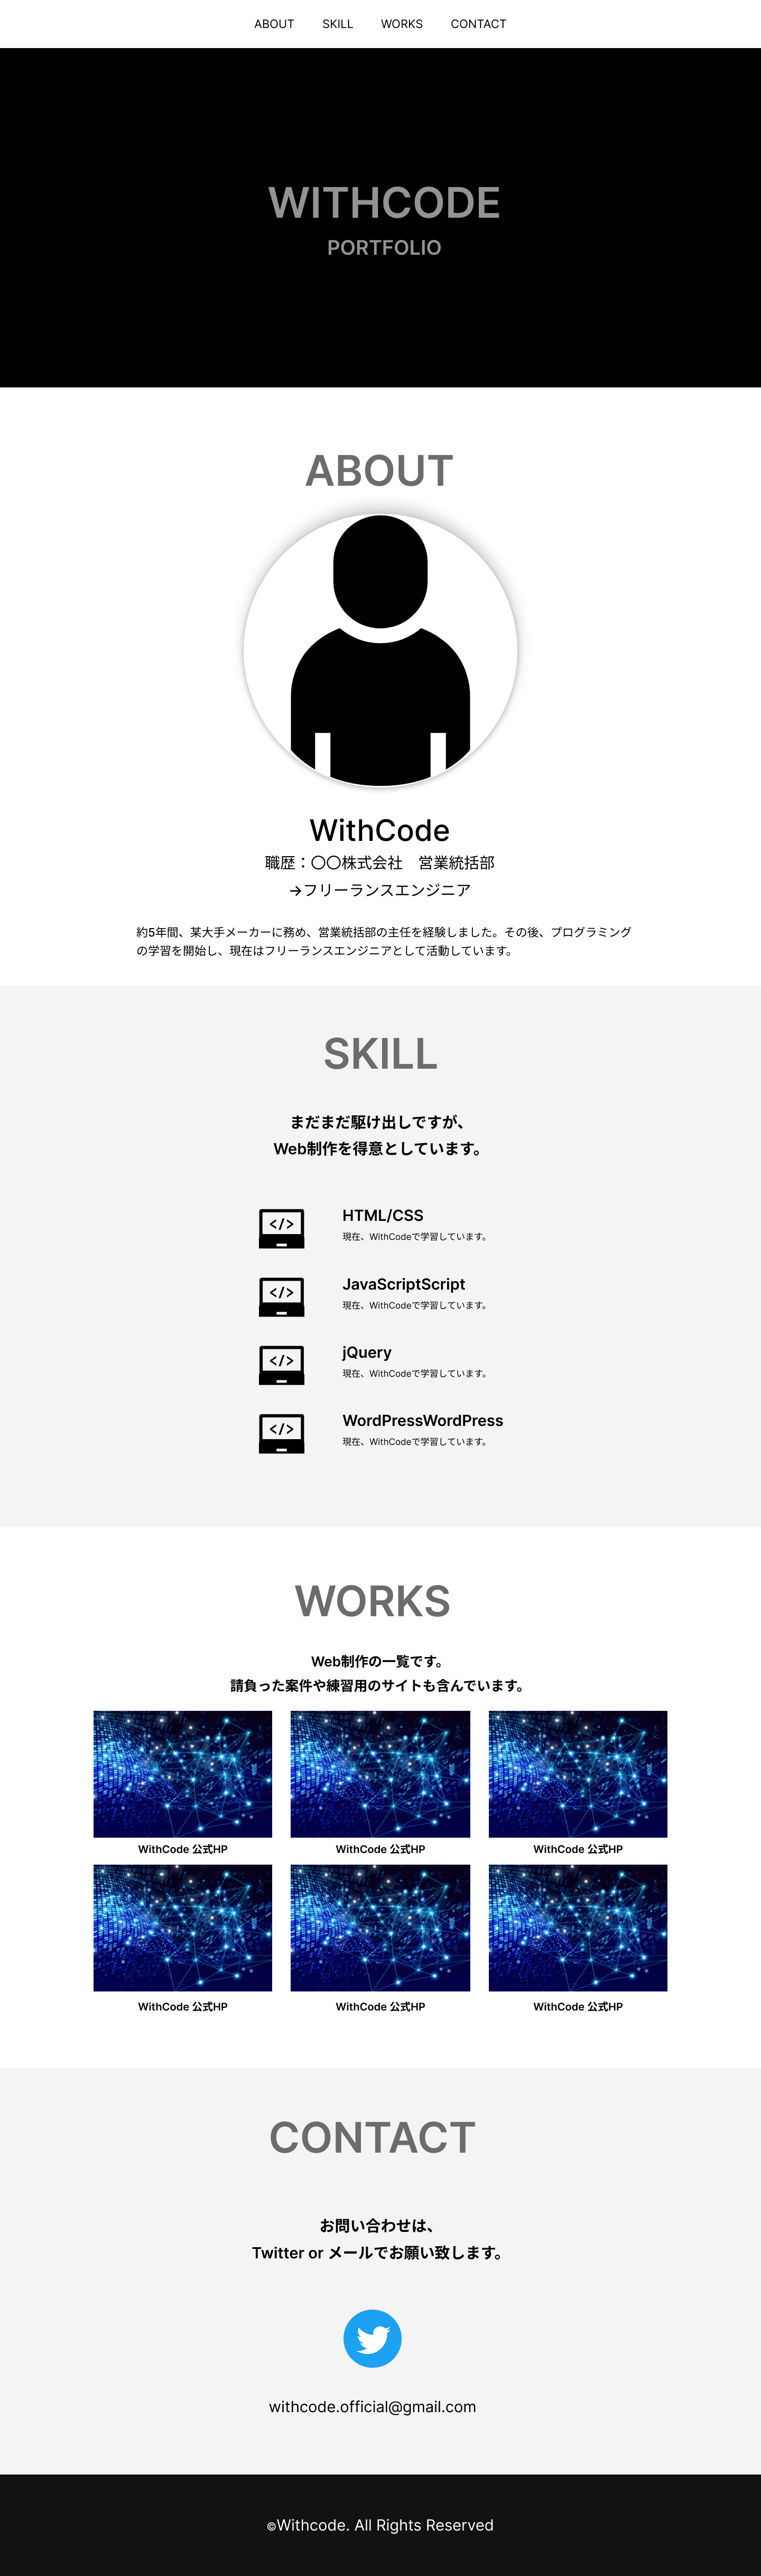 ABOUT SKILL WORKS CONTACT
WITHCODE
PORTFOLIO
ABOUT
WithCode
職歴：〇〇株式会社　営業統括部
→フリーランスエンジニア
約5年間、某大手メーカーに務め、営業統括部の主任を経験しました。その後、プログラミング
の学習を開始し、現在はフリーランスエンジニアとして活動しています。
SKILL
まだまだ駆け出しですが、
Web制作を得意としています。
HTML/CSS
現在、WithCodeで学習しています。
JavaScriptScript
現在、WithCodeで学習しています。
jQuery
現在、WithCodeで学習しています。
WordPressWordPress
現在、WithCodeで学習しています。
WORKS
Web制作の一覧です。
請負った案件や練習用のサイトも含んでいます。
WithCode 公式HP WithCode 公式HP WithCode 公式HP
WithCode 公式HP WithCode 公式HP WithCode 公式HP
CONTACT
お問い合わせは、
Twitter or メールでお願い致します。
withcode.official@gmail.com
©Withcode. All Rights Reserved